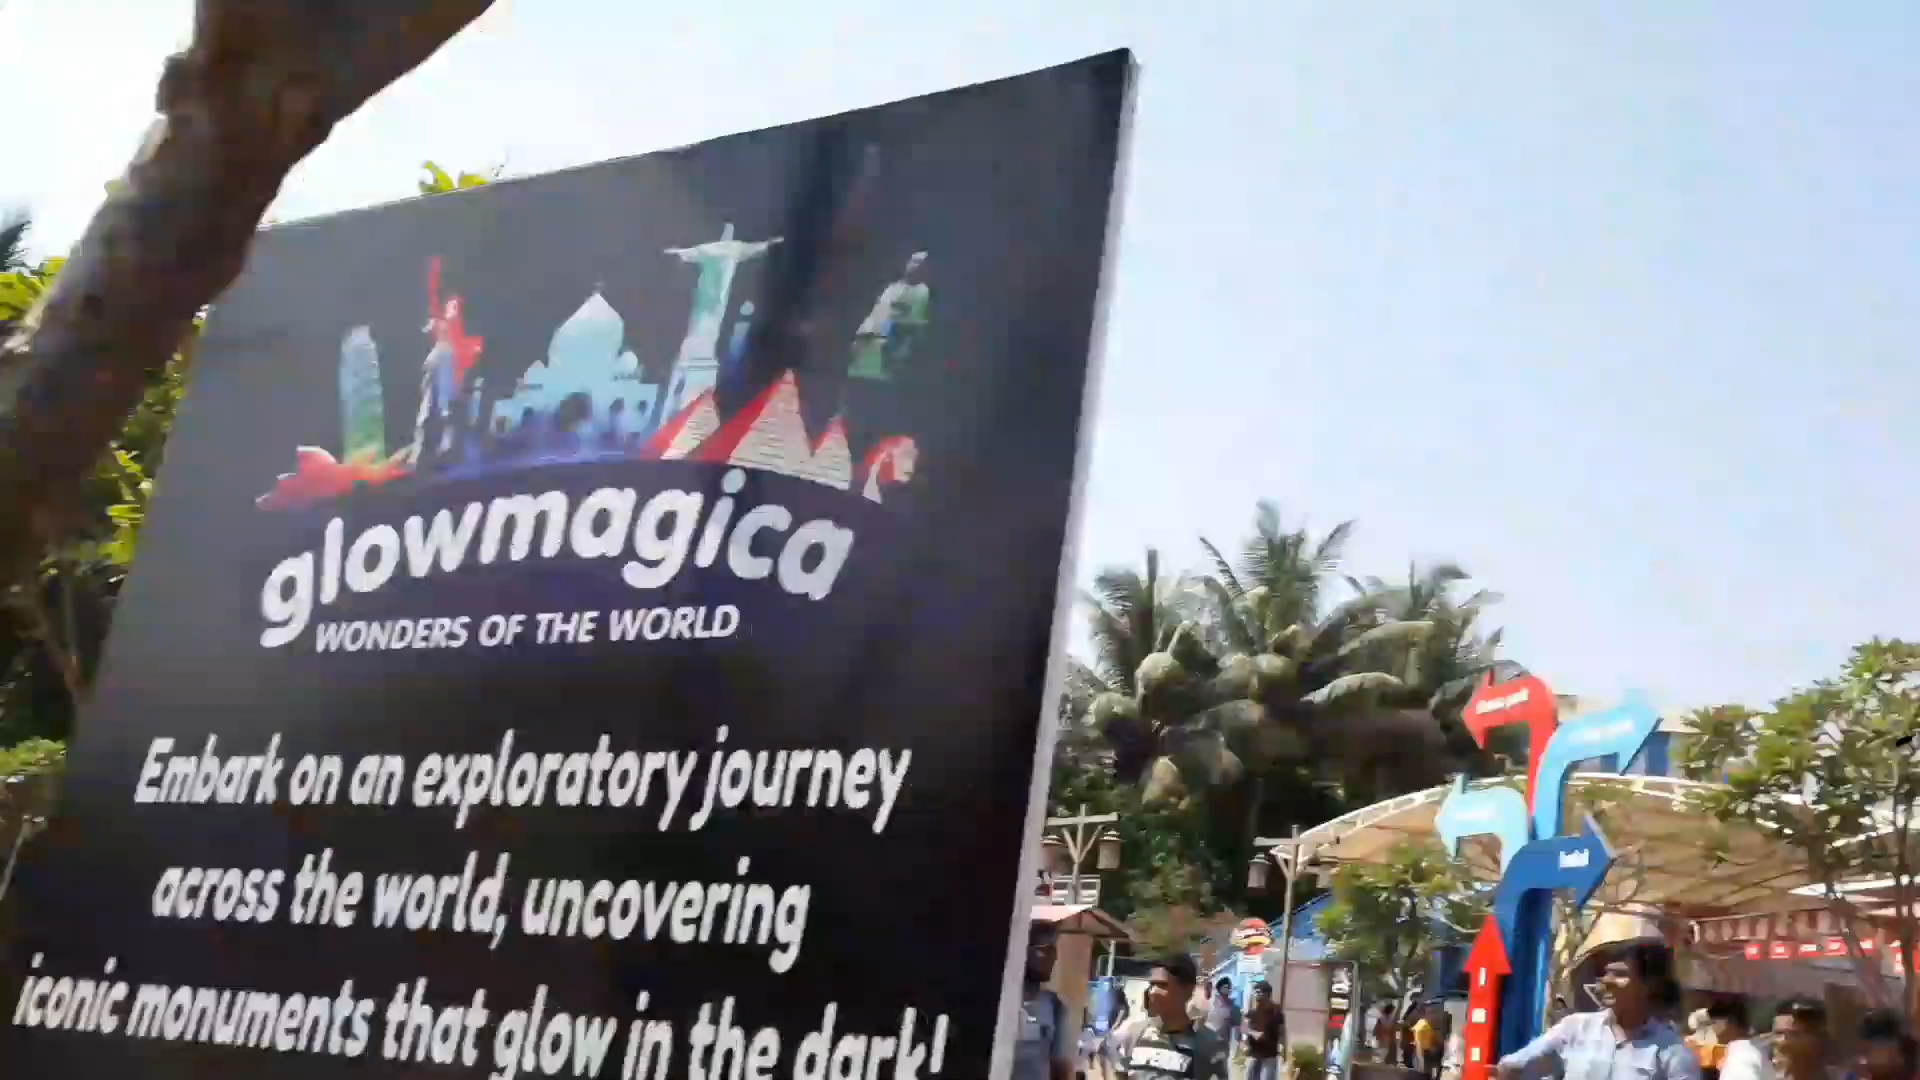 glowmagica
WONDERS OF THE WORLD
Embark on an exploratory journey
across the world, uncovering
iconic monuments that glow in the dark!